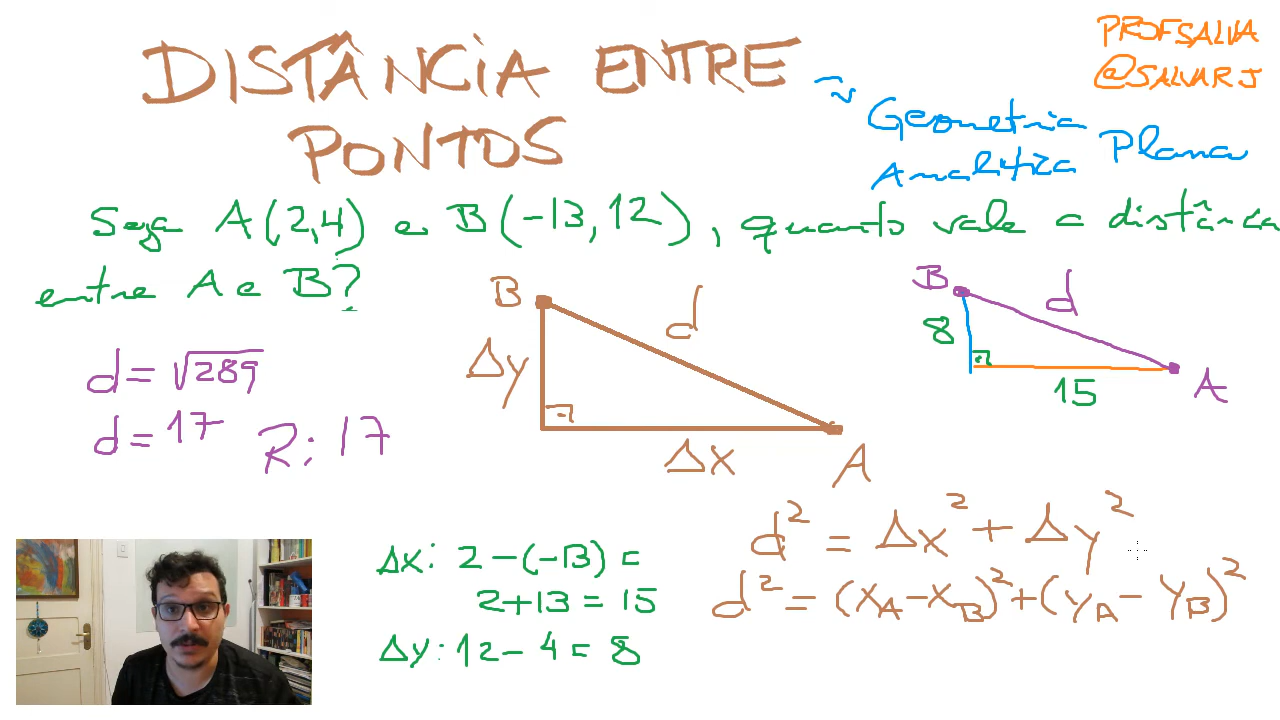 DISTÂNCIA ENTRE
PONTOS
PROFSALVA
@SALVARJ
Geometria
Analítica Plana
Seja A(2,4) e B(-13,12), quanto vale a distância
entre A e B?
d = √289
d = 17 R: 17
B
d
Δy
Δx
A
B
d
8
15
A
d² = Δx² + Δy²
d² = (xA - xB)² + (yA - yB)²
Δx: 2 - (-13) =
2 + 13 = 15
Δy: 12 - 4 = 8